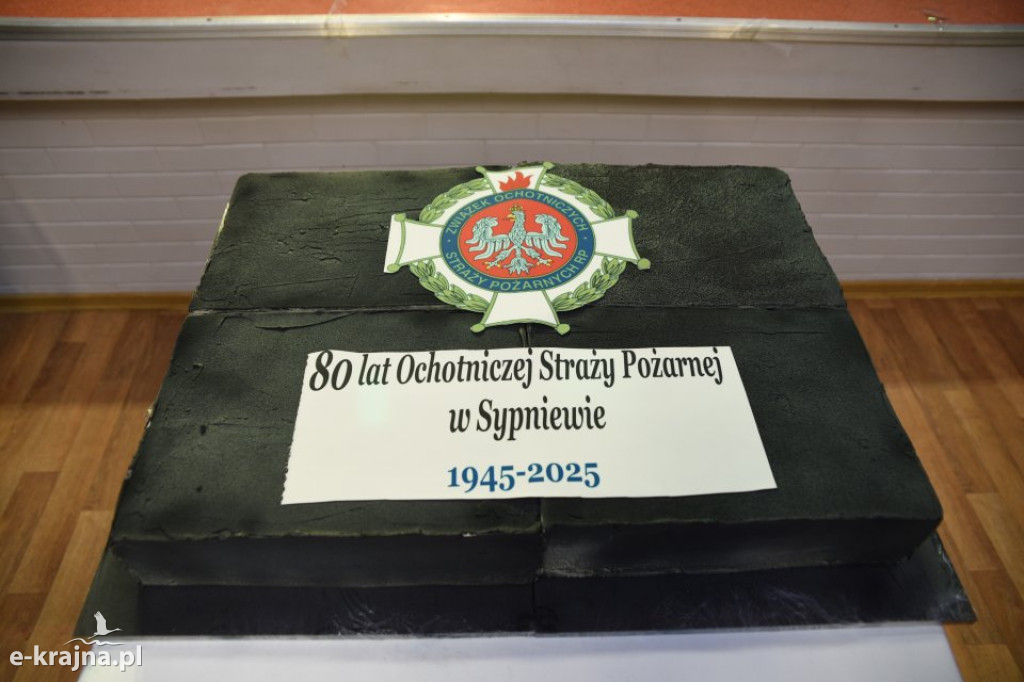 ZWIĄZEK OCHOTNICZYCH
STRAŻY POŻARNYCH RP
80 lat Ochotniczej Straży Pożarnej
w Sypniewie
1945-2025
e-krajna.pl